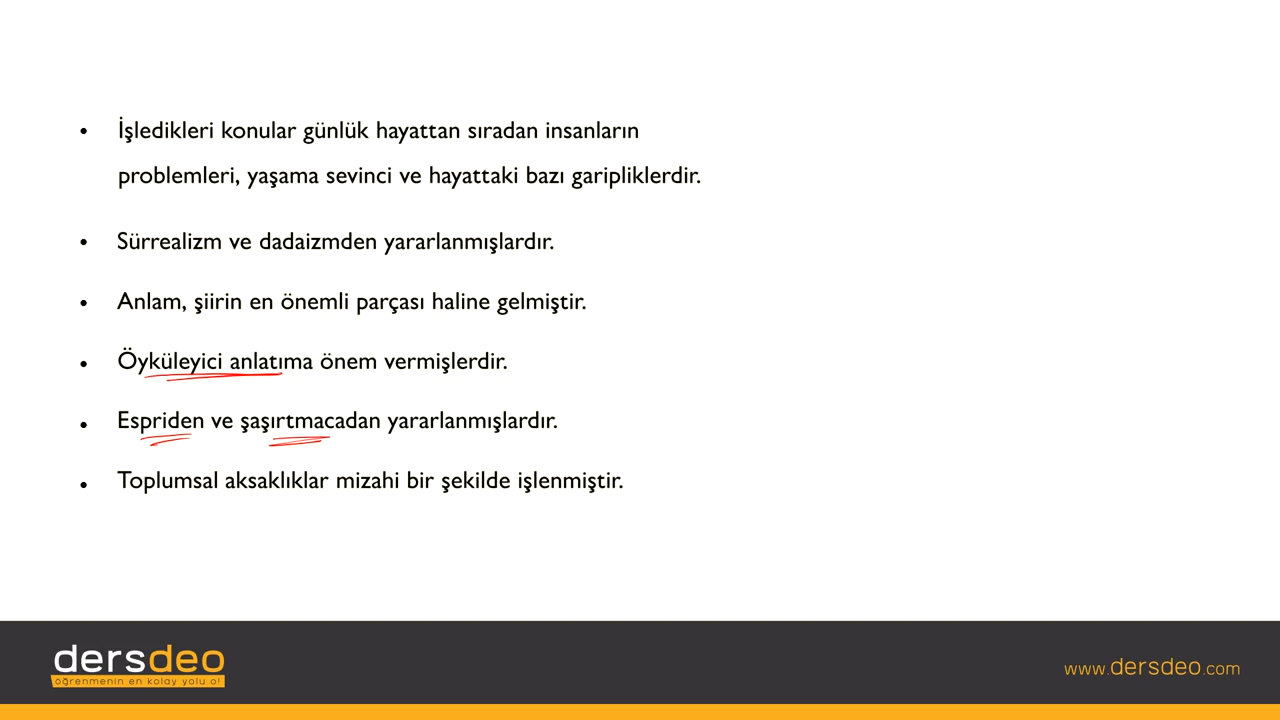 • İşledikleri konular günlük hayattan sıradan insanların
problemleri, yaşama sevinci ve hayattaki bazı garipliklerdir.
• Sürrealizm ve dadaizmden yararlanmışlardır.
• Anlam, şiirin en önemli parçası haline gelmiştir.
• Öyküleyici anlatıma önem vermişlerdir.
• Espriden ve şaşırtmacadan yararlanmışlardır.
• Toplumsal aksaklıklar mizahi bir şekilde işlenmiştir.
dersdeo
öğrenmenin en kolay yolu o!
www.dersdeo.com